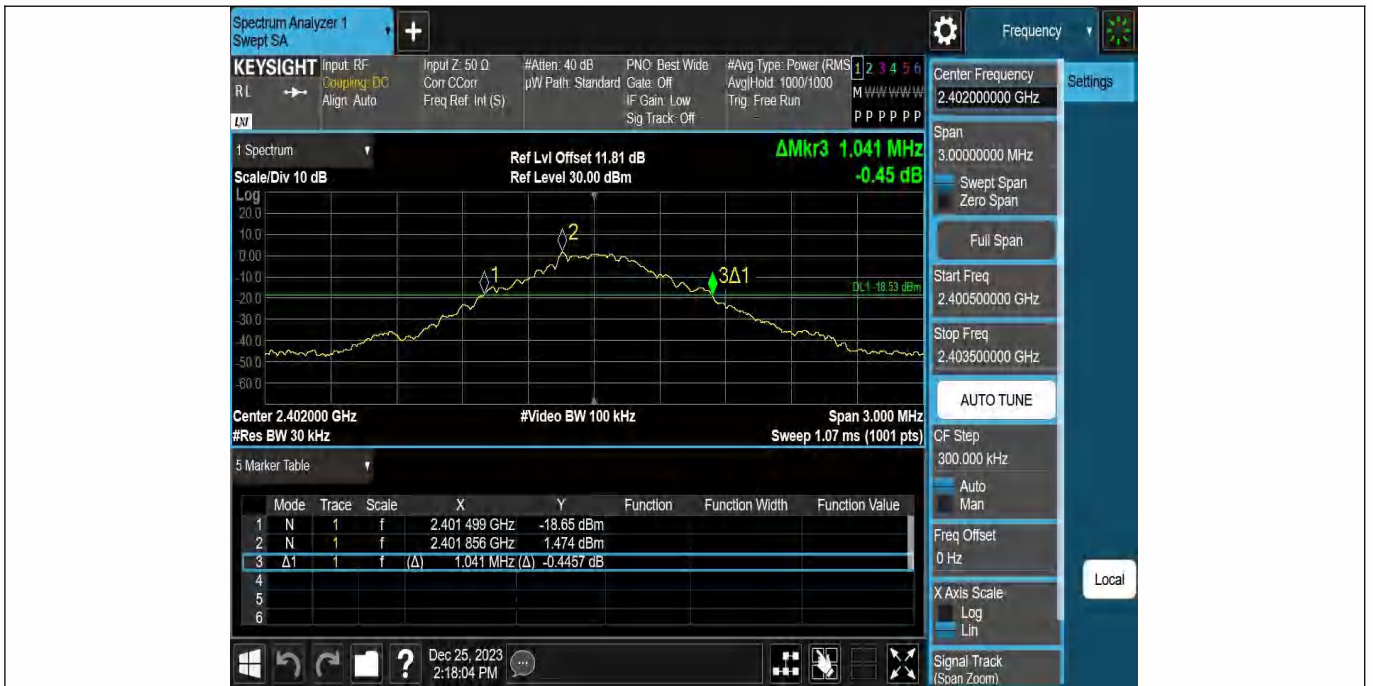 Spectrum Analyzer 1
Swept SA
Frequency
KEYSIGHT
RL
LXI
Input: RF
Coupling: DC
Align: Auto
Input Z: 50 Ω
Corr CCorr
Freq Ref: Int (S)
#Atten: 40 dB
µW Path: Standard
PNO: Best Wide
Gate: Off
IF Gain: Low
Sig Track: Off
#Avg Type: Power (RMS
Avg|Hold: 1000/1000
Trig: Free Run
1 2 3 4 5 6
M W W W W W
P P P P P P
1 Spectrum
Scale/Div 10 dB
Ref Lvl Offset 11.81 dB
Ref Level 30.00 dBm
ΔMkr3 1.041 MHz
-0.45 dB
Log
20.0
10.0
0.00
-10.0
-20.0
-30.0
-40.0
-50.0
-60.0
1
2
3Δ1
DL1 -18.53 dBm
Center 2.402000 GHz
#Res BW 30 kHz
#Video BW 100 kHz
Span 3.000 MHz
Sweep 1.07 ms (1001 pts)
5 Marker Table
Mode Trace Scale X Y Function Function Width Function Value
1 N 1 f 2.401 499 GHz -18.65 dBm
2 N 1 f 2.401 856 GHz 1.474 dBm
3 Δ1 1 f (Δ) 1.041 MHz (Δ) -0.4457 dB
4
5
6
Dec 25, 2023
2:18:04 PM
Center Frequency
2.402000000 GHz
Settings
Span
3.00000000 MHz
Swept Span
Zero Span
Full Span
Start Freq
2.400500000 GHz
Stop Freq
2.403500000 GHz
AUTO TUNE
CF Step
300.000 kHz
Auto
Man
Freq Offset
0 Hz
X Axis Scale
Log
Lin
Signal Track
(Span Zoom)
Local